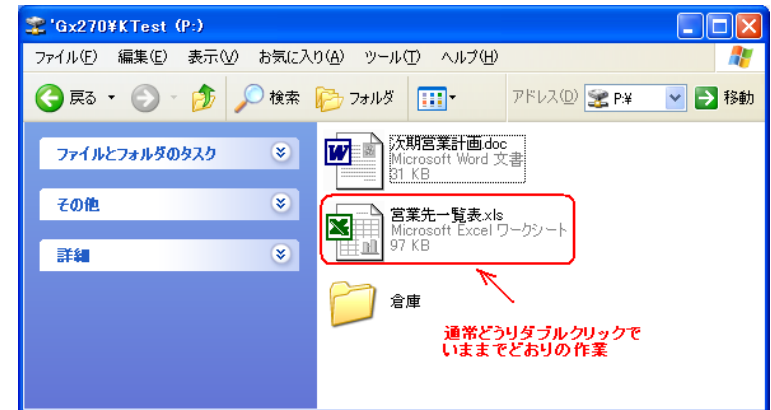 'Gx270¥KTest (P:)
ファイル(F) 編集(E) 表示(V) お気に入り(A) ツール(T) ヘルプ(H)
戻る 検索 フォルダ アドレス(D) P:¥ 移動
ファイルとフォルダのタスク
その他
詳細
次期営業計画.doc
Microsoft Word 文書
31 KB
営業先一覧表.xls
Microsoft Excel ワークシート
97 KB
倉庫
通常どうりダブルクリックで
いままでどおりの作業